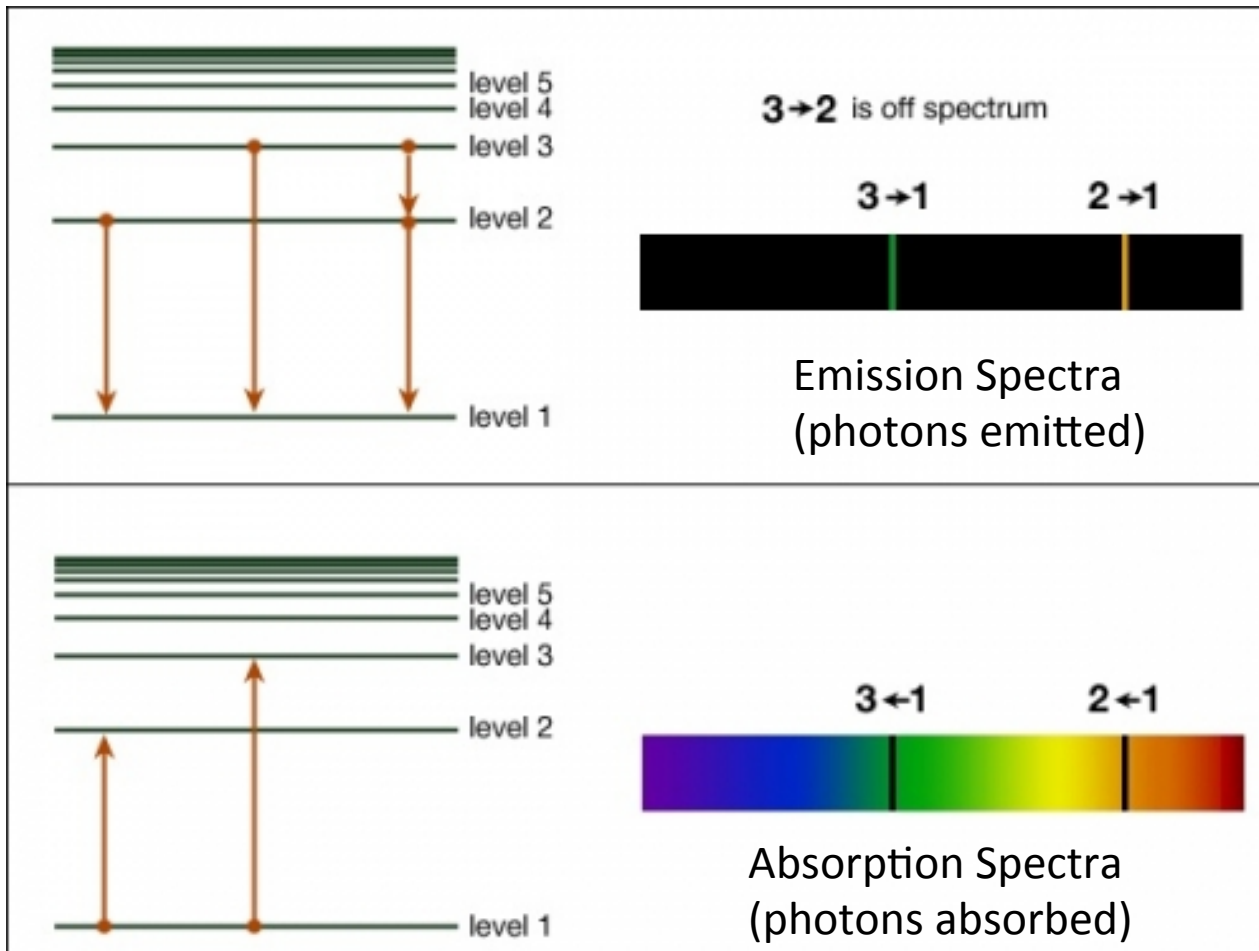 level 5
level 4
level 3
level 2
level 1
3→2 is off spectrum
3→1 2→1
Emission Spectra
(photons emitted)
level 5
level 4
level 3
level 2
level 1
3←1 2←1
Absorption Spectra
(photons absorbed)